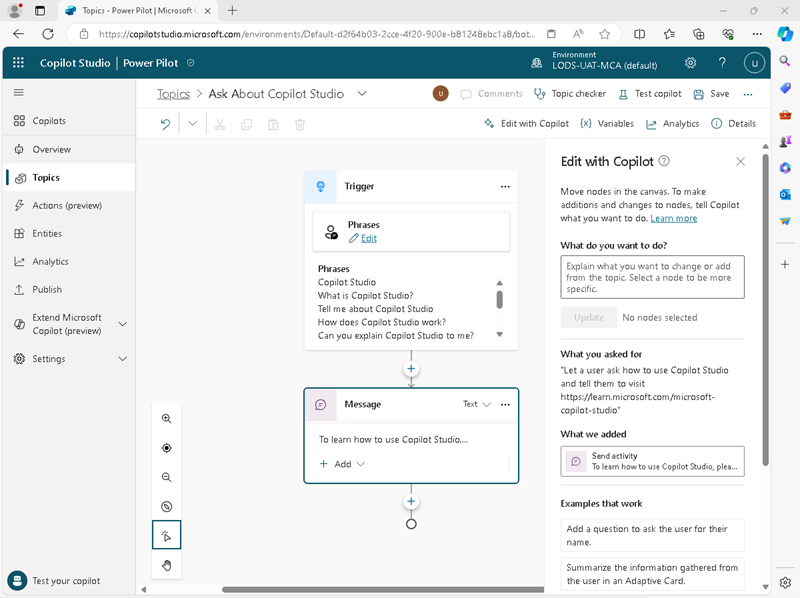 Topics - Power Pilot | Microsoft C
https://copilotstudio.microsoft.com/environments/Default-d2f64b03-2cce-4f20-900e-b81248ebc1a8/bot...
Copilot Studio | Power Pilot
Environment
LODS-UAT-MCA (default)
U
Topics > Ask About Copilot Studio
U
Comments
Topic checker
Test copilot
Save
Edit with Copilot
{x} Variables
Analytics
Details
Copilots
Overview
Topics
Actions (preview)
Entities
Analytics
Publish
Extend Microsoft
Copilot (preview)
Settings
Test your copilot
Trigger
Phrases
Edit
Phrases
Copilot Studio
What is Copilot Studio?
Tell me about Copilot Studio
How does Copilot Studio work?
Can you explain Copilot Studio to me?
Message
Text
To learn how to use Copilot Studio,...
+ Add
Edit with Copilot
Move nodes in the canvas. To make
additions and changes to nodes, tell Copilot
what you want to do. Learn more
What do you want to do?
Explain what you want to change or add
from the topic. Select a node to be more
specific.
Update
No nodes selected
What you asked for
"Let a user ask how to use Copilot Studio
and tell them to visit
https://learn.microsoft.com/microsoft-
copilot-studio"
What we added
Send activity
To learn how to use Copilot Studio, plea...
Examples that work
Add a question to ask the user for their
name.
Summarize the information gathered from
the user in an Adaptive Card.